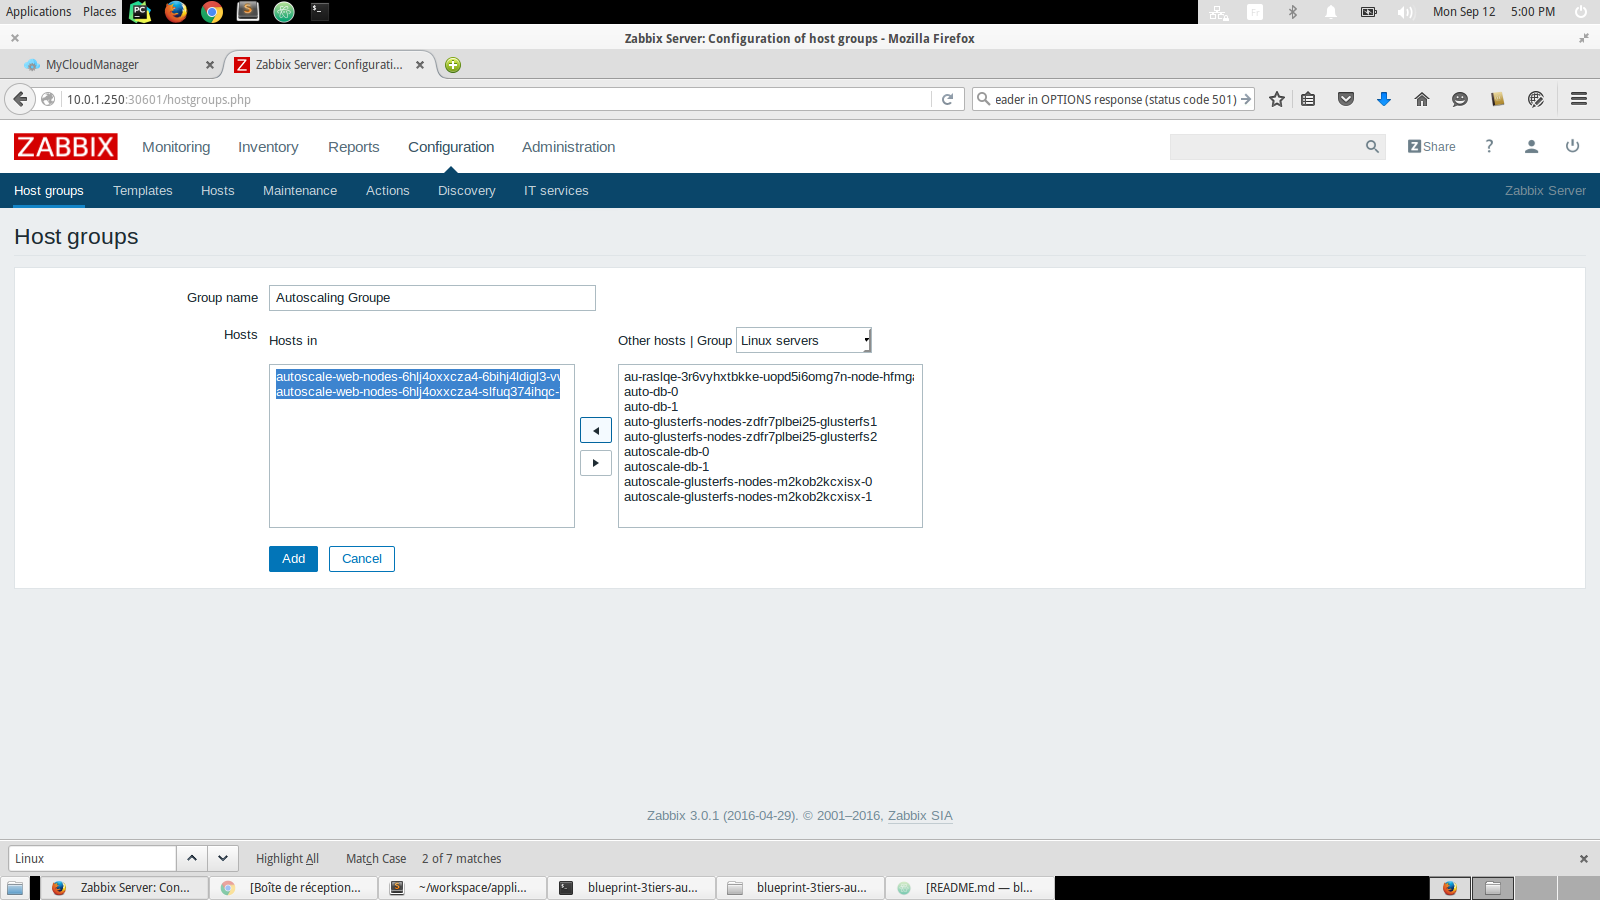 Applications Places Mon Sep 12 5:00 PM
Zabbix Server: Configuration of host groups - Mozilla Firefox
MyCloudManager Zabbix Server: Configurati...
10.0.1.250:30601/hostgroups.php eader in OPTIONS response (status code 501)
ZABBIX Monitoring Inventory Reports Configuration Administration Z Share ?
Host groups Templates Hosts Maintenance Actions Discovery IT services Zabbix Server
Host groups
Group name Autoscaling Groupe
Hosts
Hosts in Other hosts | Group Linux servers
autoscale-web-nodes-6hlj4oxxcza4-6bihj4ldigl3-vv
autoscale-web-nodes-6hlj4oxxcza4-slfuq374ihqc-
au-raslqe-3r6vyhxtbkke-uopd5i6omg7n-node-hfmga
auto-db-0
auto-db-1
auto-glusterfs-nodes-zdfr7plbei25-glusterfs1
auto-glusterfs-nodes-zdfr7plbei25-glusterfs2
autoscale-db-0
autoscale-db-1
autoscale-glusterfs-nodes-m2kob2kcxisx-0
autoscale-glusterfs-nodes-m2kob2kcxisx-1
Add Cancel
Zabbix 3.0.1 (2016-04-29). © 2001–2016, Zabbix SIA
Linux Highlight All Match Case 2 of 7 matches
Zabbix Server: Con... [Boîte de réception... ~/workspace/appli... blueprint-3tiers-au... blueprint-3tiers-au... [README.md — bl...